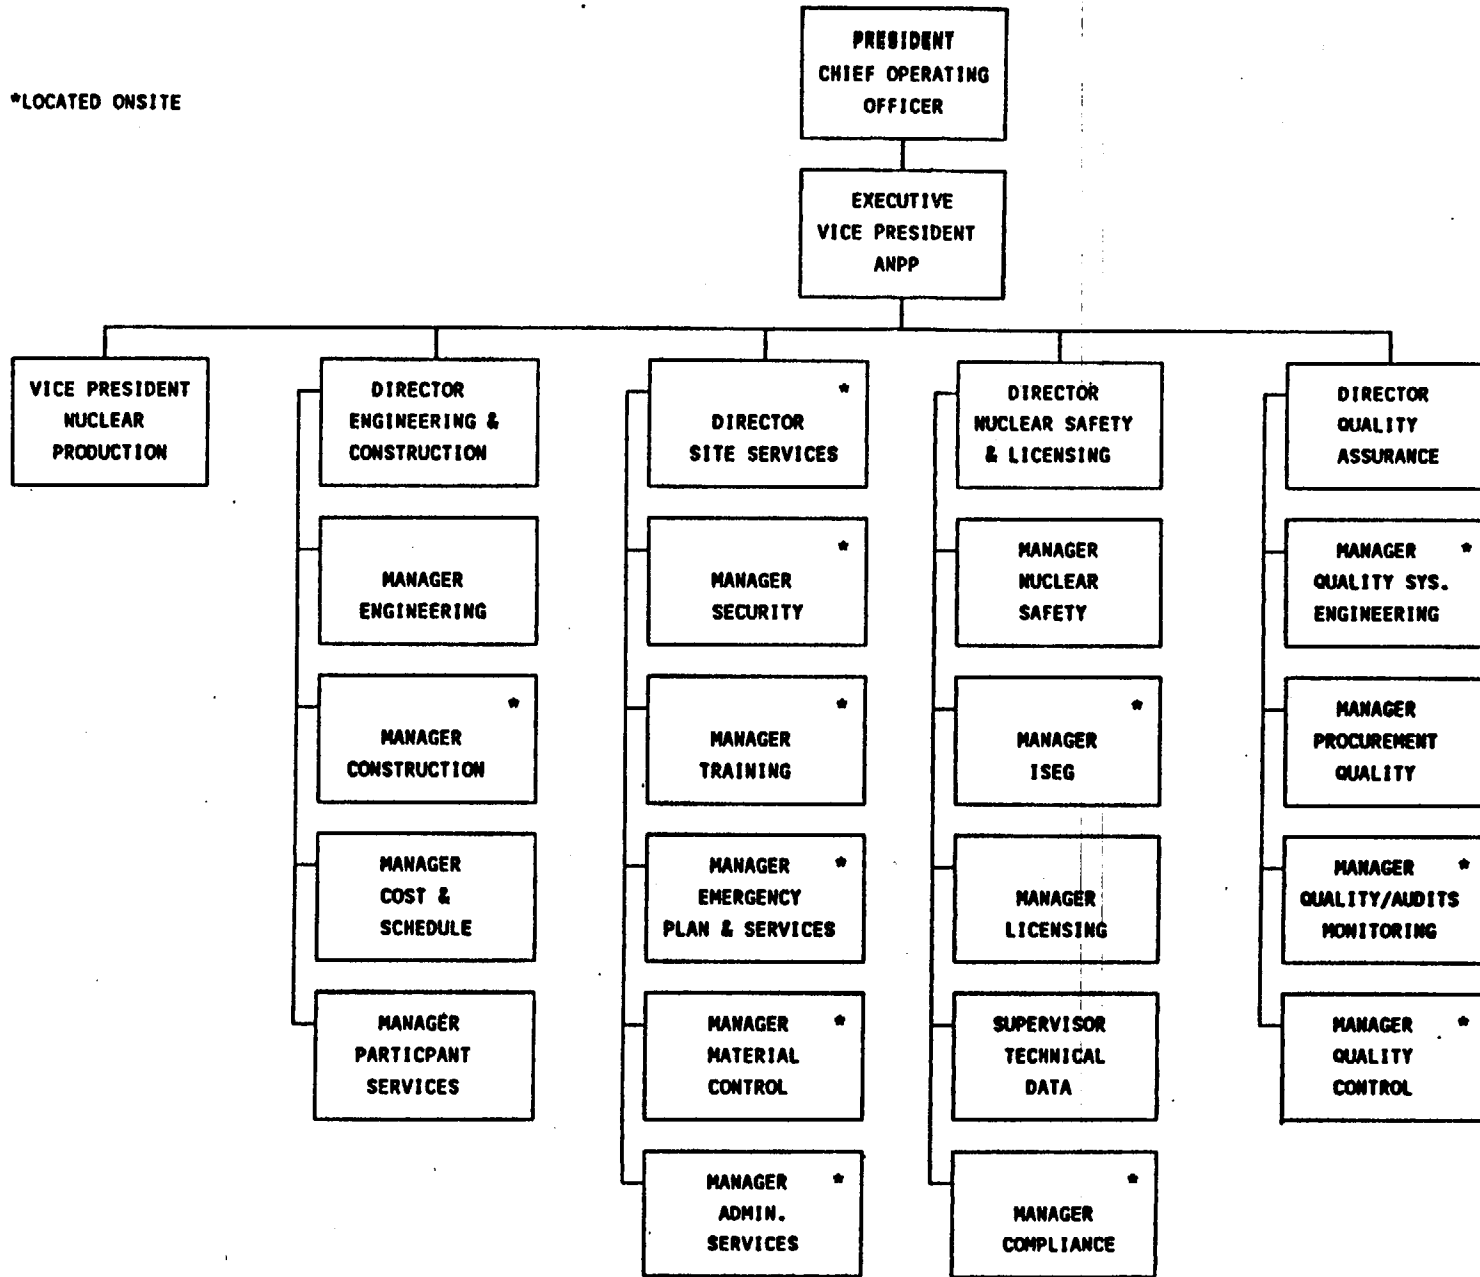 PRESIDENT
CHIEF OPERATING
OFFICER
*LOCATED ONSITE
EXECUTIVE
VICE PRESIDENT
ANPP
VICE PRESIDENT
NUCLEAR
PRODUCTION
DIRECTOR
ENGINEERING &
CONSTRUCTION
MANAGER
ENGINEERING
*
MANAGER
CONSTRUCTION
MANAGER
COST &
SCHEDULE
MANAGER
PARTICPANT
SERVICES
*
DIRECTOR
SITE SERVICES
*
MANAGER
SECURITY
*
MANAGER
TRAINING
MANAGER *
EMERGENCY
PLAN & SERVICES
MANAGER *
MATERIAL
CONTROL
MANAGER *
ADMIN.
SERVICES
DIRECTOR
NUCLEAR SAFETY
& LICENSING
MANAGER
NUCLEAR
SAFETY
*
MANAGER
ISEG
MANAGER
LICENSING
SUPERVISOR
TECHNICAL
DATA
*
MANAGER
COMPLIANCE
DIRECTOR
QUALITY
ASSURANCE
MANAGER *
QUALITY SYS.
ENGINEERING
MANAGER
PROCUREMENT
QUALITY
MANAGER *
QUALITY/AUDITS
MONITORING
MANAGER *
QUALITY
CONTROL